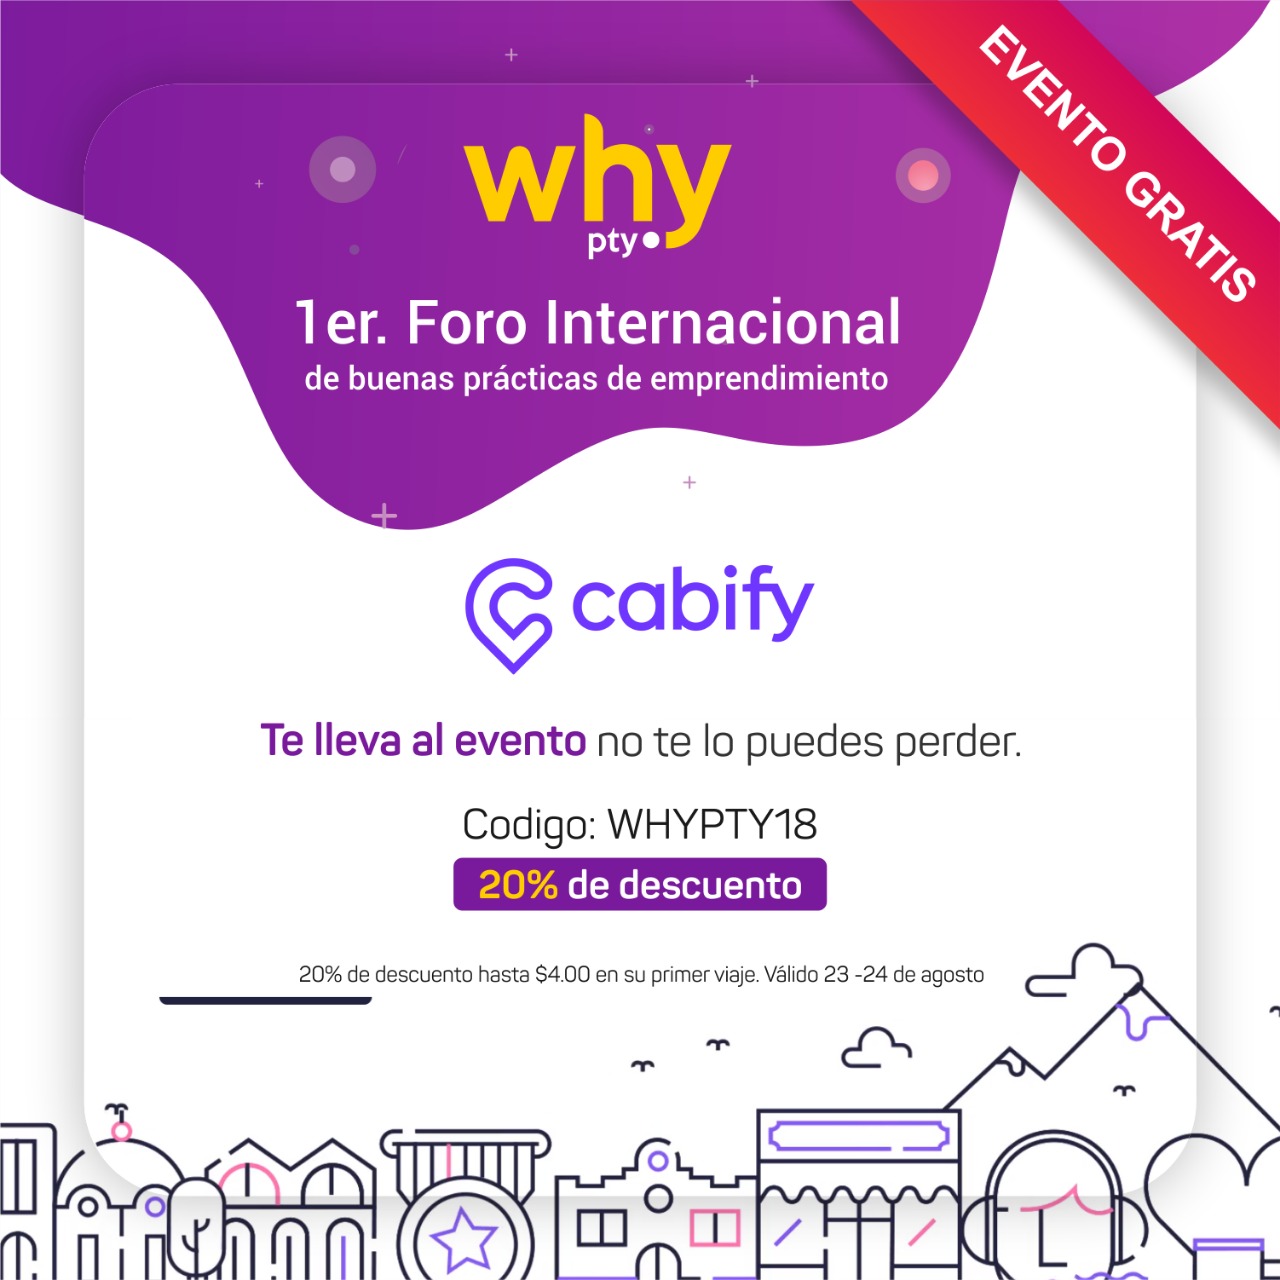 EVENTO GRATIS
why
pty
1er. Foro Internacional
de buenas prácticas de emprendimiento
cabify
Te lleva al evento no te lo puedes perder.
Codigo: WHYPTY18
20% de descuento
20% de descuento hasta $4.00 en su primer viaje. Válido 23 -24 de agosto